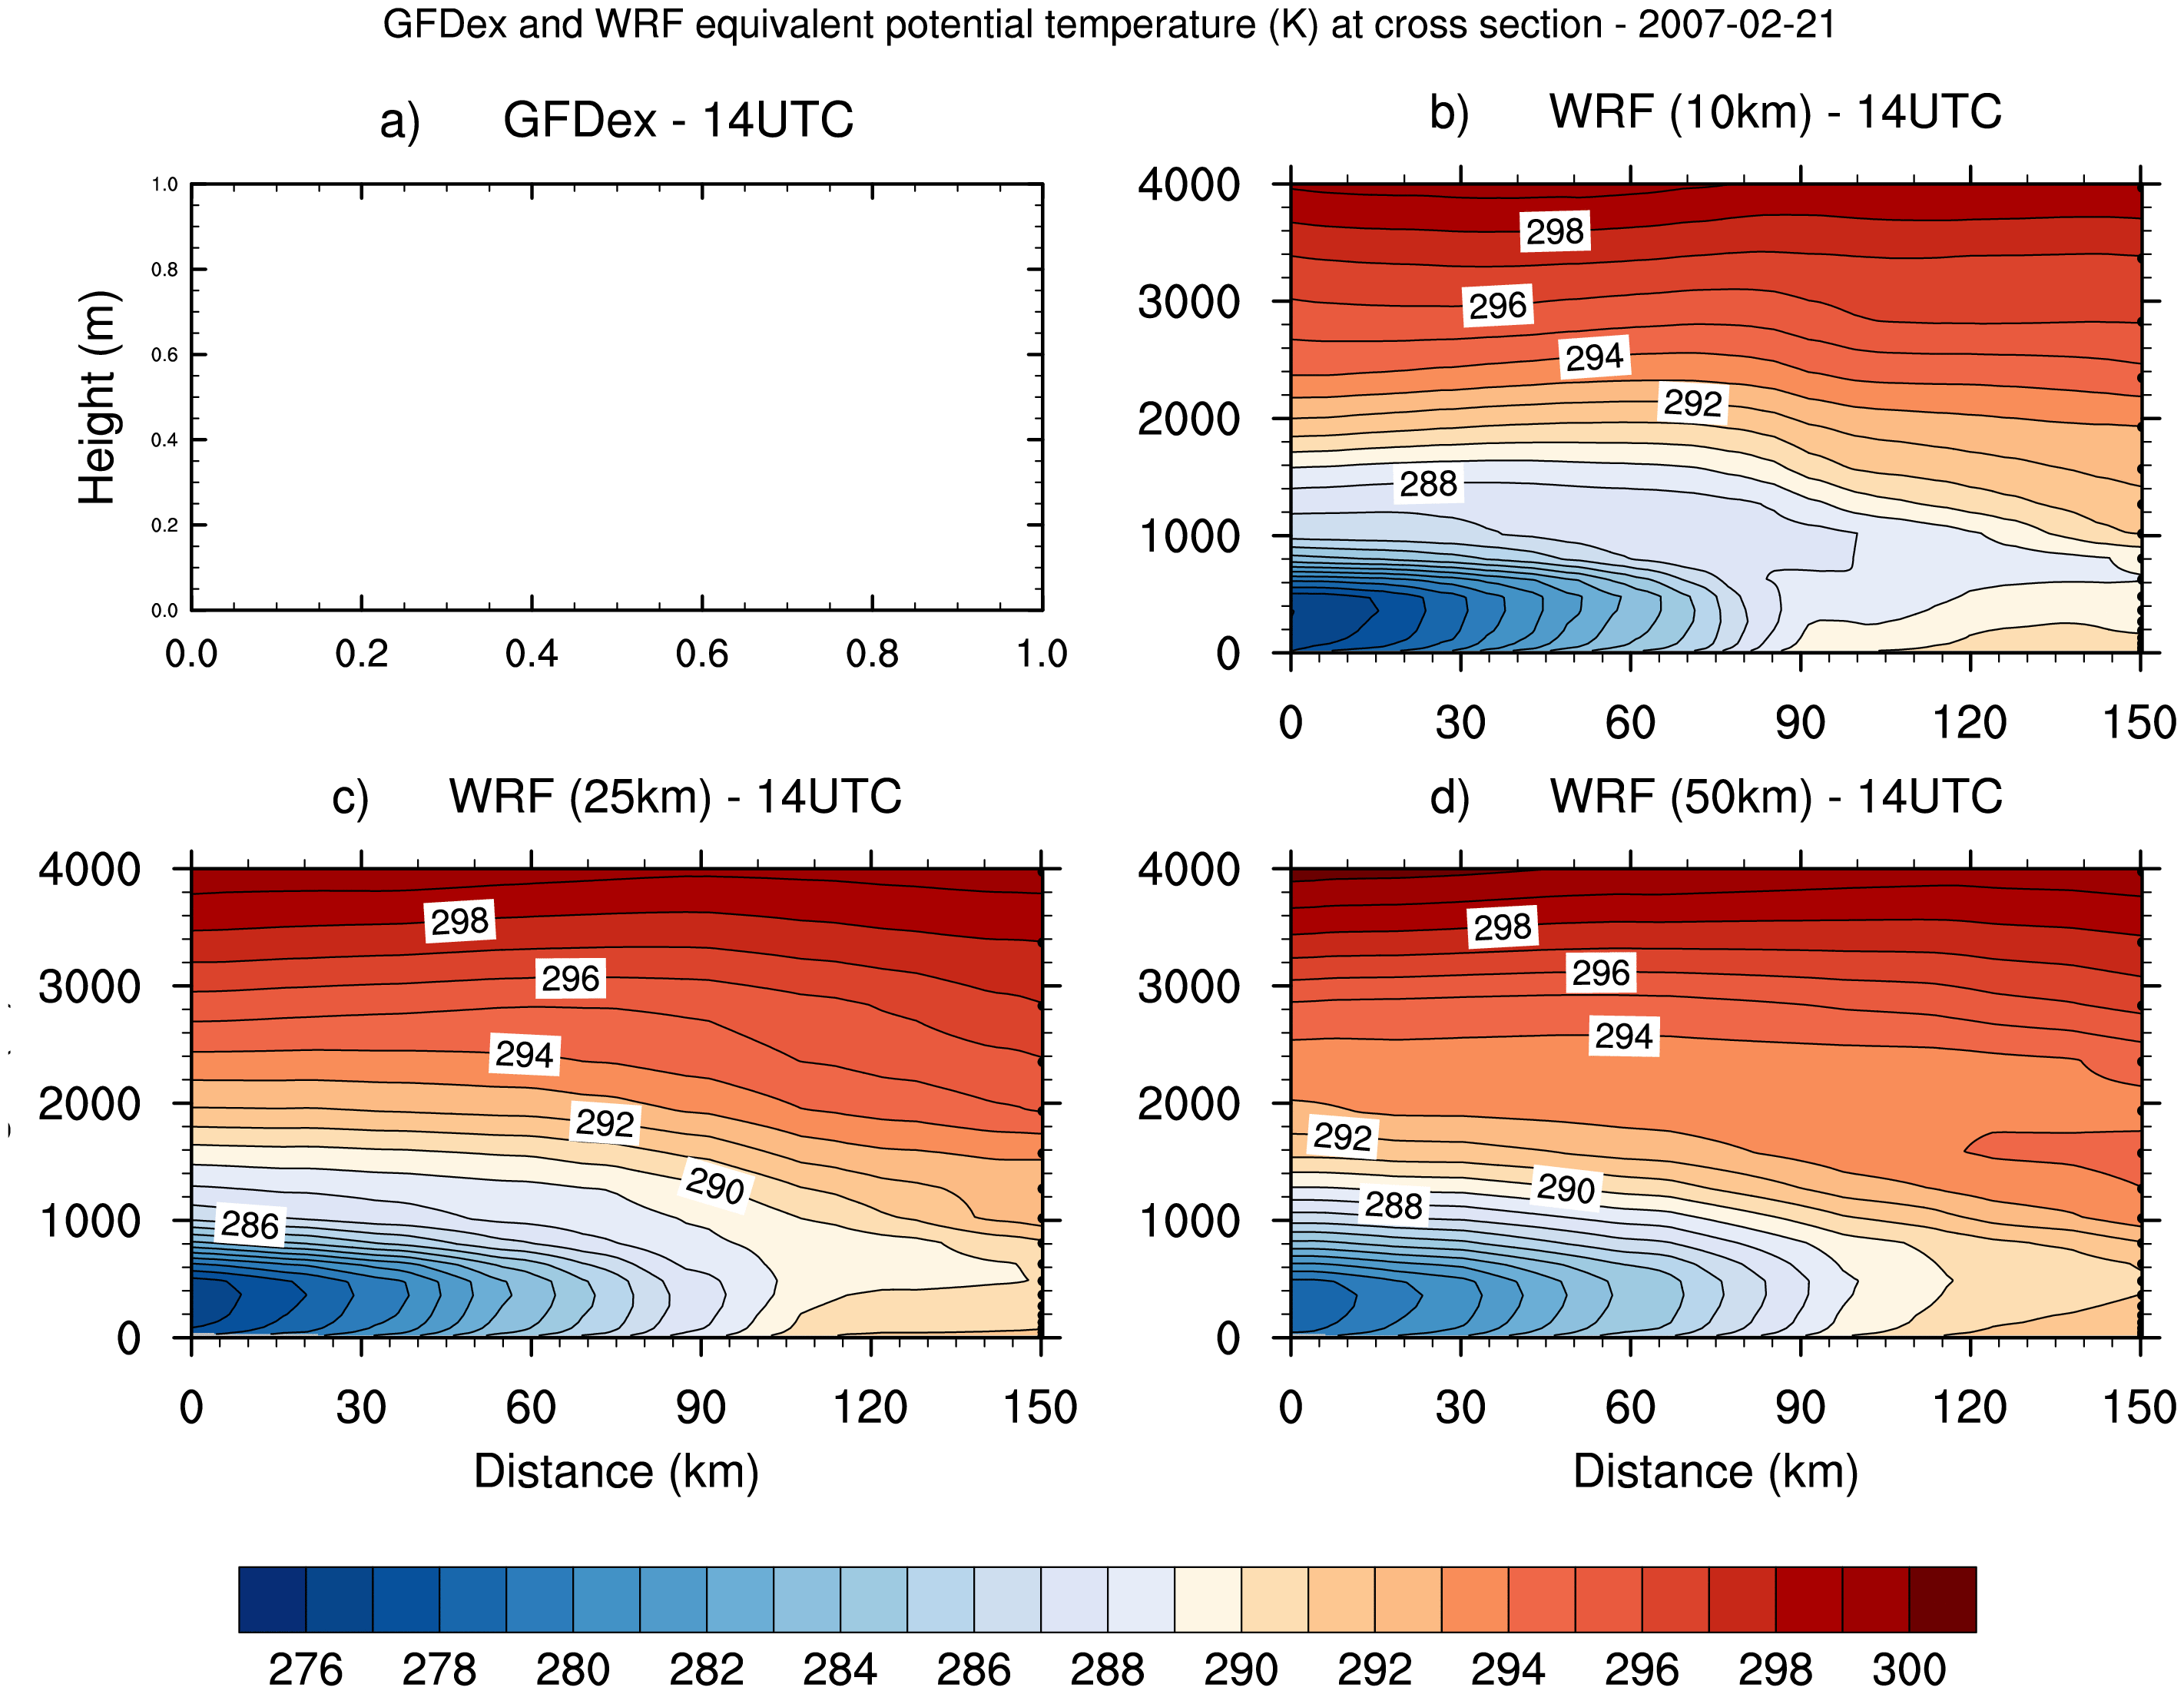 GFDex and WRF equivalent potential temperature (K) at cross section - 2007-02-21
a) GFDex - 14UTC
b) WRF (10km) - 14UTC
Height (m)
1.0
0.8
0.6
0.4
0.2
0.0
0.0 0.2 0.4 0.6 0.8 1.0
4000
3000
2000
1000
0
298
296
294
292
288
0 30 60 90 120 150
c) WRF (25km) - 14UTC
d) WRF (50km) - 14UTC
4000
3000
2000
1000
0
298
296
294
292
290
286
0 30 60 90 120 150
Distance (km)
4000
3000
2000
1000
0
298
296
294
292
290
288
0 30 60 90 120 150
Distance (km)
276 278 280 282 284 286 288 290 292 294 296 298 300